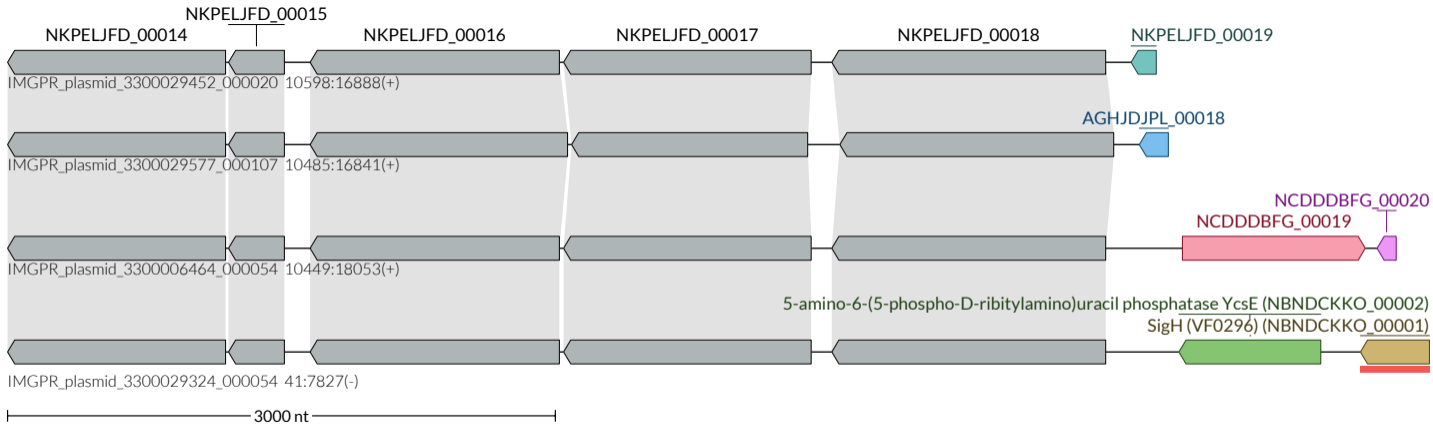 NKPELJFD_00015
NKPELJFD_00014 NKPELJFD_00016 NKPELJFD_00017 NKPELJFD_00018 NKPELJFD_00019
IMGPR_plasmid_3300029452_000020 10598:16888(+)
AGHJDJPL_00018
IMGPR_plasmid_3300029577_000107 10485:16841(+)
NCDDDBFG_00020
NCDDDBFG_00019
IMGPR_plasmid_3300006464_000054 10449:18053(+)
5-amino-6-(5-phospho-D-ribitylamino)uracil phosphatase YcsE (NBNDCKKO_00002)
SigH (VF0296) (NBNDCKKO_00001)
IMGPR_plasmid_3300029324_000054 41:7827(-)
3000 nt